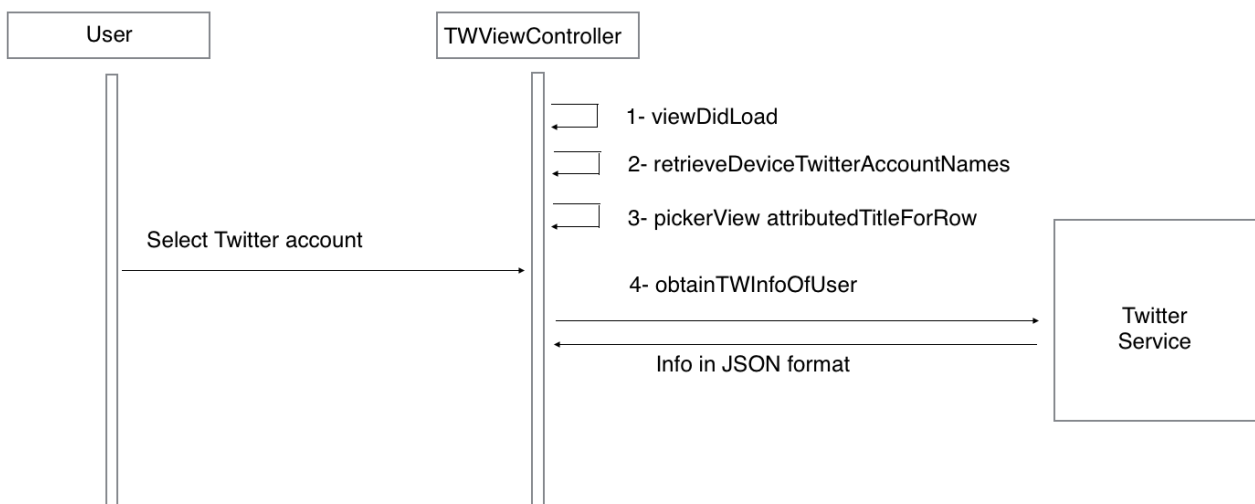 User
TWViewController
1- viewDidLoad
2- retrieveDeviceTwitterAccountNames
3- pickerView attributedTitleForRow
Select Twitter account
4- obtainTWInfoOfUser
Twitter
Service
Info in JSON format